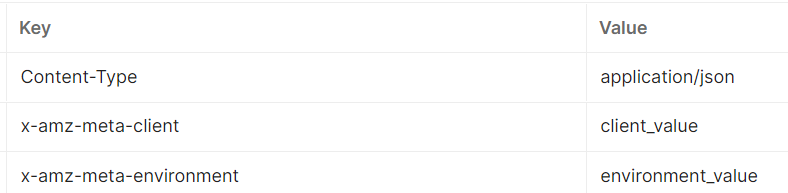 Key Value
Content-Type application/json
x-amz-meta-client client_value
x-amz-meta-environment environment_value